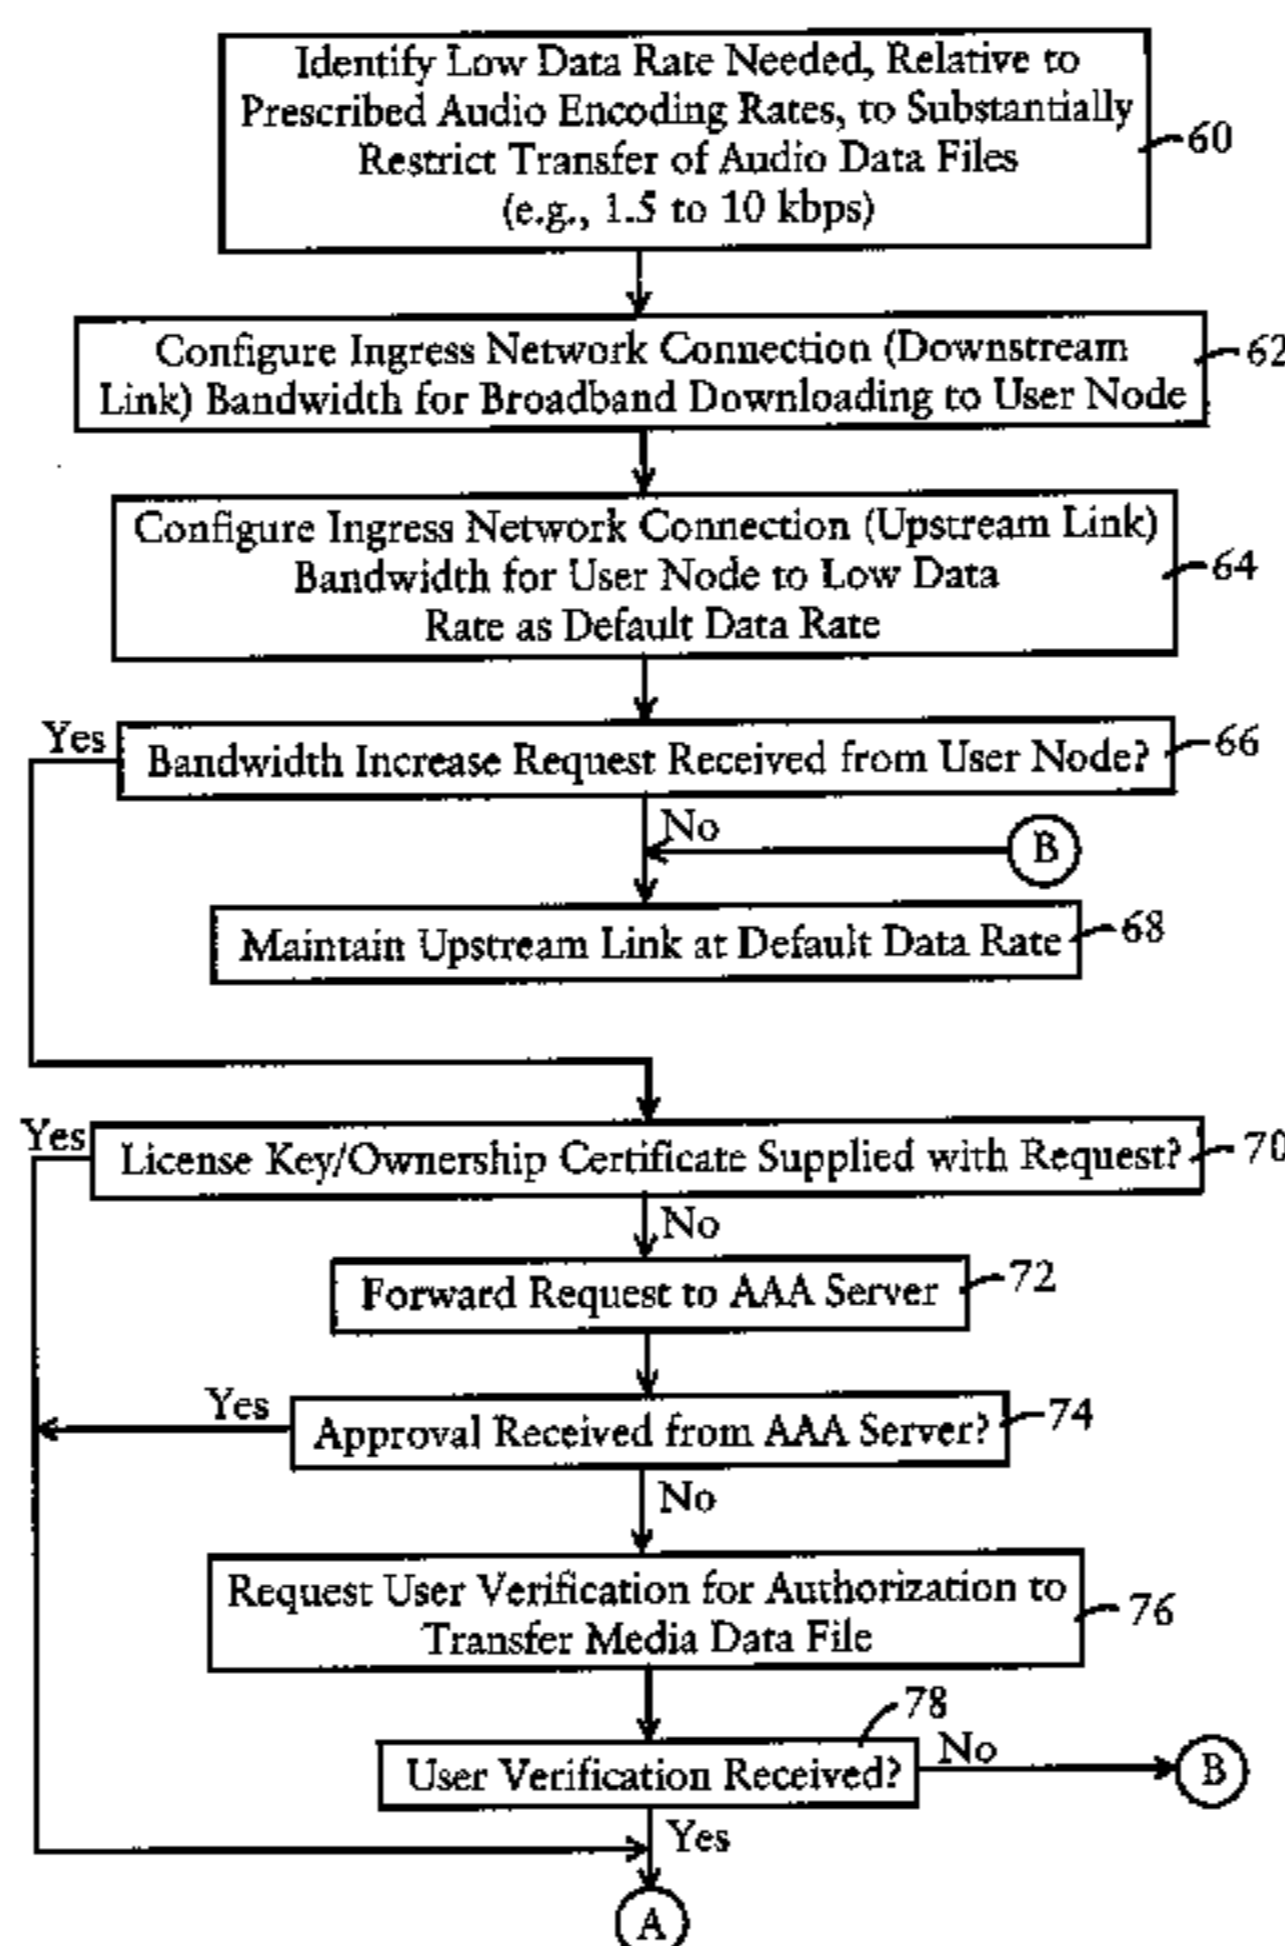 Identify Low Data Rate Needed, Relative to
Prescribed Audio Encoding Rates, to Substantially
Restrict Transfer of Audio Data Files
(e.g., 1.5 to 10 kbps)
60
Configure Ingress Network Connection (Downstream
Link) Bandwidth for Broadband Downloading to User Node
62
Configure Ingress Network Connection (Upstream Link)
Bandwidth for User Node to Low Data
Rate as Default Data Rate
64
Yes
Bandwidth Increase Request Received from User Node?
66
No
B
Maintain Upstream Link at Default Data Rate
68
Yes
License Key/Ownership Certificate Supplied with Request?
70
No
Forward Request to AAA Server
72
Yes
Approval Received from AAA Server?
74
No
Request User Verification for Authorization to
Transfer Media Data File
76
78
User Verification Received?
No
B
Yes
A